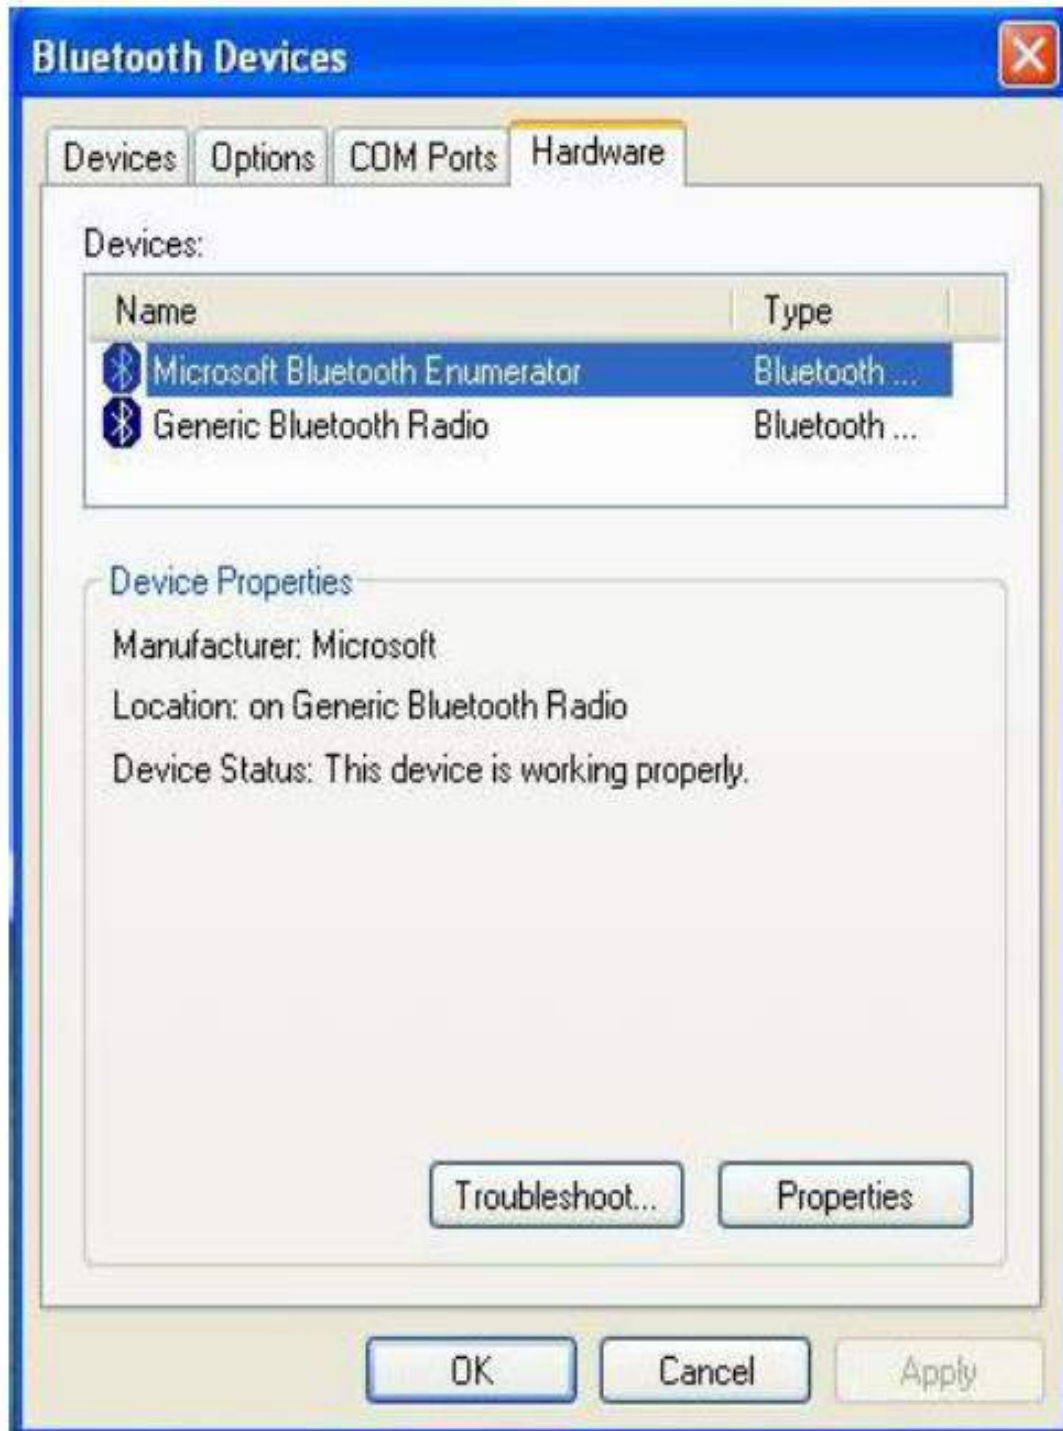 Bluetooth Devices
Devices Options COM Ports Hardware
Devices:
Name Type
Microsoft Bluetooth Enumerator Bluetooth ...
Generic Bluetooth Radio Bluetooth ...
Device Properties
Manufacturer: Microsoft
Location: on Generic Bluetooth Radio
Device Status: This device is working properly.
Troubleshoot... Properties
OK Cancel Apply